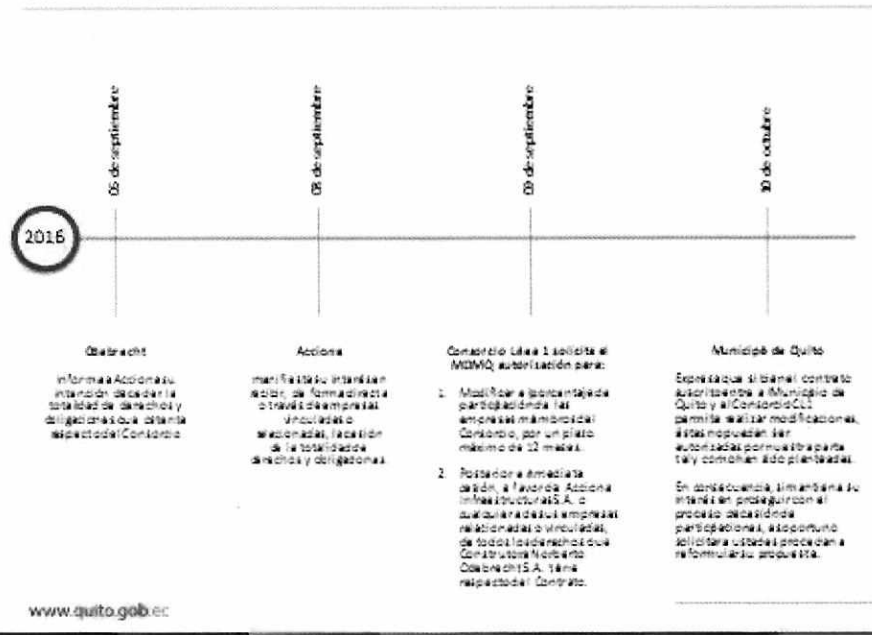 06 de septiembre
08 de septiembre
09 de septiembre
10 de octubre
2016
Odebrecht
informa a Acciona su
intención de ceder la
totalidad de derechos y
obligaciones que ostenta
respecto del Consorcio
Acciona
manifiesta su interés en
recibir, de forma directa
o través de empresas
vinculadas o
relacionadas, la cesión
de la totalidad de
derechos y obligaciones.
Consorcio Línea 1 solicita al
MDMQ autorización para:
1. Modificar el porcentaje de
participación de las
empresas miembros del
Consorcio, por un plazo
máximo de 12 meses.
2. Posterior e inmediata
cesión, a favor de Acciona
Infraestructuras S.A. o
cualquiera de sus empresas
relacionadas o vinculadas,
de todos los derechos que
Construtora Norberto
Odebrecht S.A. tiene
respecto del Contrato.
Municipio de Quito
Expresa que si bien el contrato
suscrito entre el Municipio de
Quito y el Consorcio CL1
permite realizar modificaciones,
éstas no pueden ser
autorizadas por nuestra parte
tal y como han sido planteadas.
En consecuencia, si mantiene su
interés en proseguir con el
proceso de cesión de
participaciones, es oportuno
solicitar a ustedes procedan a
reformular su propuesta.
www.quito.gob.ec